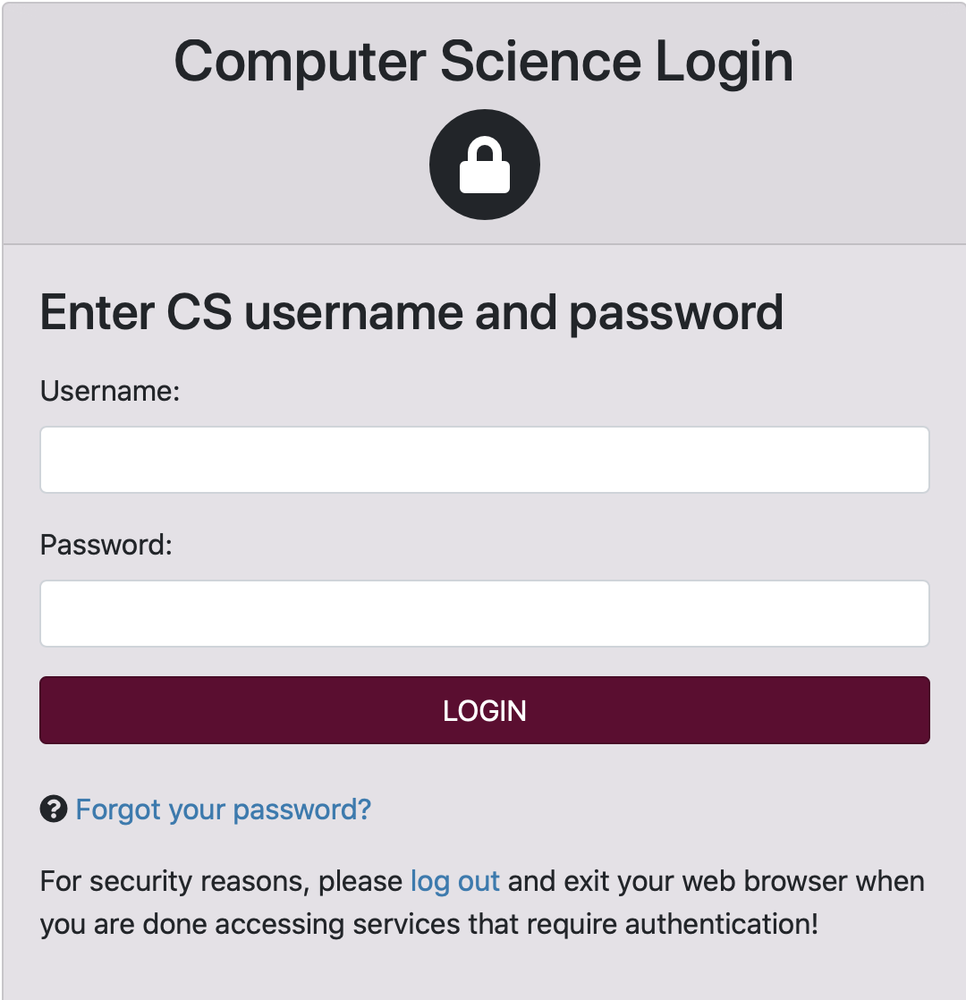 Computer Science Login
Enter CS username and password
Username:
Password:
LOGIN
Forgot your password?
For security reasons, please log out and exit your web browser when
you are done accessing services that require authentication!